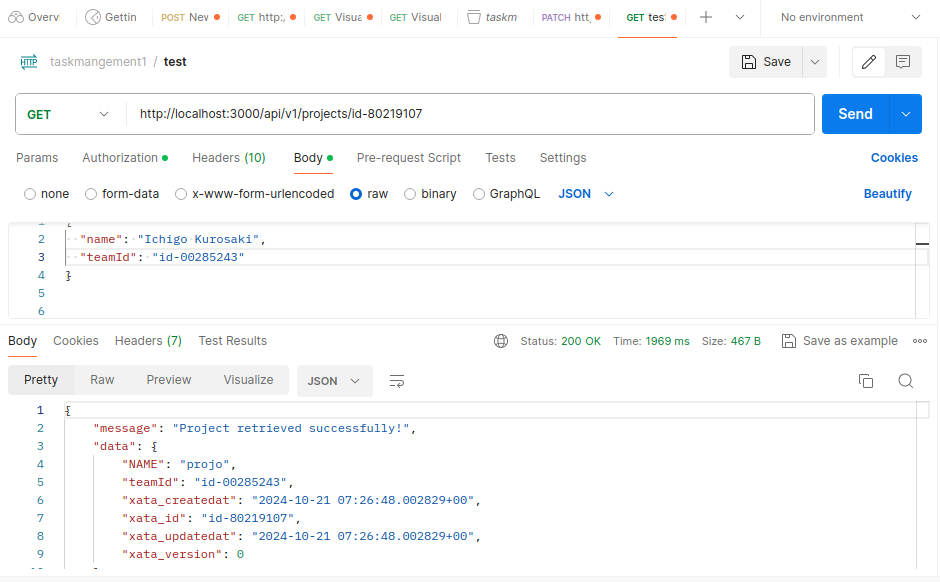 Overvi Gettin POST New GET http:, GET Visua GET Visual taskm PATCH htt GET tes No environment
HTTP taskmangement1 / test Save
GET http://localhost:3000/api/v1/projects/id-80219107 Send
Params Authorization Headers (10) Body Pre-request Script Tests Settings Cookies
none form-data x-www-form-urlencoded raw binary GraphQL JSON Beautify
2 "name": "Ichigo Kurosaki",
3 "teamId": "id-00285243"
4 }
5
6
Body Cookies Headers (7) Test Results Status: 200 OK Time: 1969 ms Size: 467 B Save as example
Pretty Raw Preview Visualize JSON
1 {
2 "message": "Project retrieved successfully!",
3 "data": {
4 "NAME": "projo",
5 "teamId": "id-00285243",
6 "xata_createdat": "2024-10-21 07:26:48.002829+00",
7 "xata_id": "id-80219107",
8 "xata_updatedat": "2024-10-21 07:26:48.002829+00",
9 "xata_version": 0